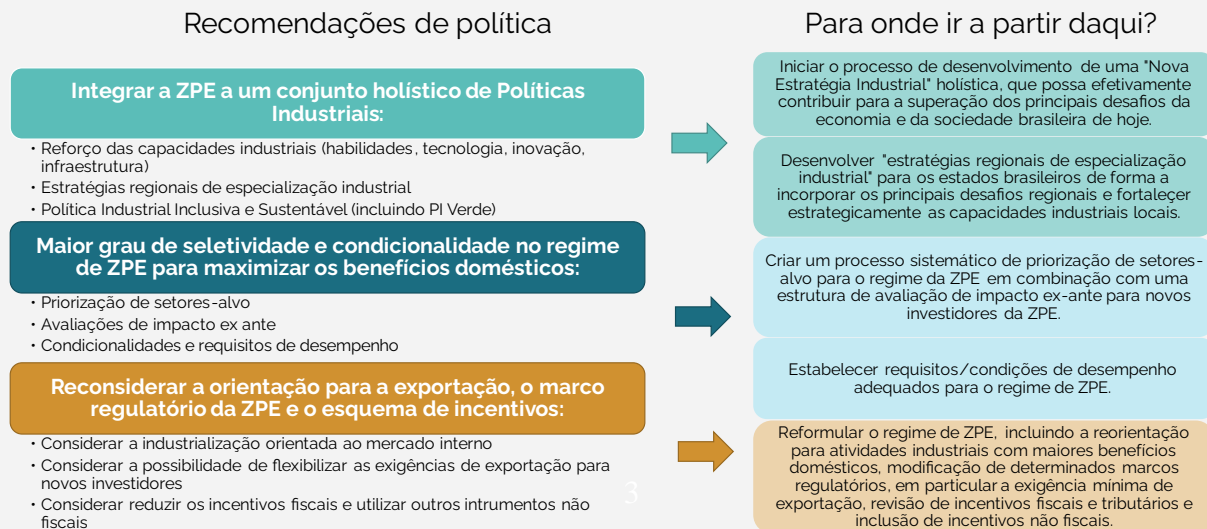 Recomendações de política
Integrar a ZPE a um conjunto holístico de Políticas
Industriais:
• Reforço das capacidades industriais (habilidades, tecnologia, inovação,
infraestrutura)
• Estratégias regionais de especialização industrial
• Política Industrial Inclusiva e Sustentável (incluindo PI Verde)
Maior grau de seletividade e condicionalidade no regime
de ZPE para maximizar os benefícios domésticos:
• Priorização de setores-alvo
• Avaliações de impacto ex ante
• Condicionalidades e requisitos de desempenho
Reconsiderar a orientação para a exportação, o marco
regulatório da ZPE e o esquema de incentivos:
• Considerar a industrialização orientada ao mercado interno
• Considerar a possibilidade de flexibilizar as exigências de exportação para
novos investidores
• Considerar reduzir os incentivos fiscais e utilizar outros intrumentos não
fiscais
3
Para onde ir a partir daqui?
Iniciar o processo de desenvolvimento de uma "Nova
Estratégia Industrial" holística, que possa efetivamente
contribuir para a superação dos principais desafios da
economia e da sociedade brasileira de hoje.
Desenvolver "estratégias regionais de especialização
industrial" para os estados brasileiros de forma a
incorporar os principais desafios regionais e fortaleçer
estrategicamente as capacidades industriais locais.
Criar um processo sistemático de priorização de setores-
alvo para o regime da ZPE em combinação com uma
estrutura de avaliação de impacto ex-ante para novos
investidores da ZPE.
Estabelecer requisitos/condições de desempenho
adequados para o regime de ZPE.
Reformular o regime de ZPE, incluindo a reorientação
para atividades industriais com maiores benefícios
domésticos, modificação de determinados marcos
regulatórios, em particular a exigência mínima de
exportação, revisão de incentivos fiscais e tributários e
inclusão de incentivos não fiscais.